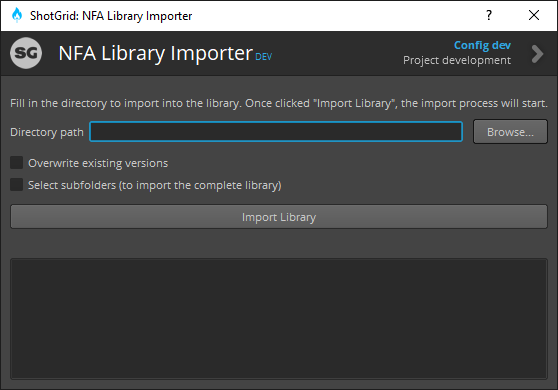 ShotGrid: NFA Library Importer
?
SG
NFA Library Importer DEV
Config dev
Project development
Fill in the directory to import into the library. Once clicked "Import Library", the import process will start.
Directory path
Browse...
Overwrite existing versions
Select subfolders (to import the complete library)
Import Library